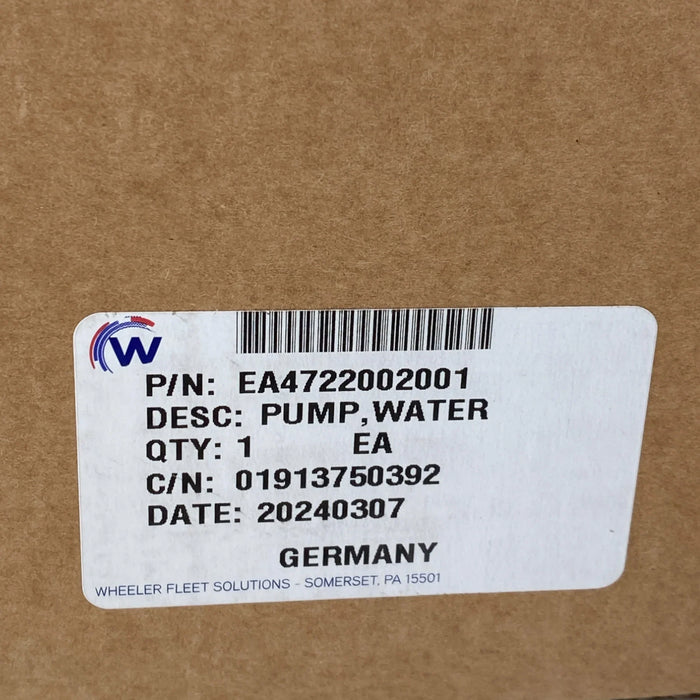 W
P/N: EA4722002001
DESC: PUMP,WATER
QTY: 1 EA
C/N: 01913750392
DATE: 20240307
GERMANY
WHEELER FLEET SOLUTIONS - SOMERSET, PA 15501